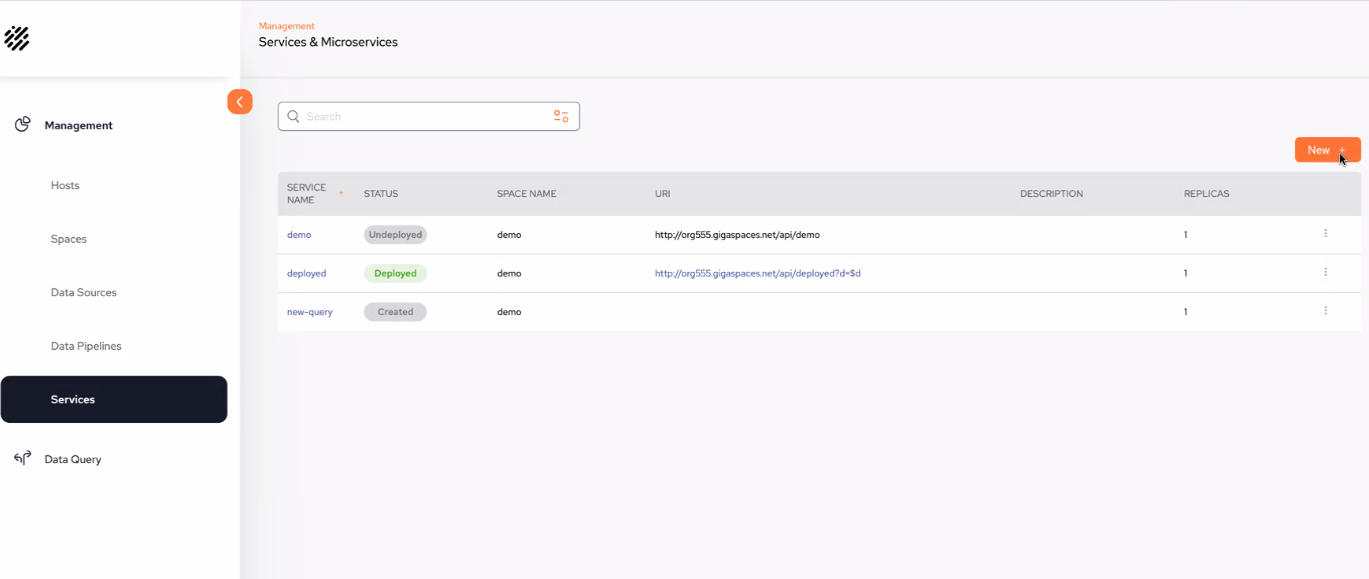 Management
Services & Microservices
Management
Hosts
Spaces
Data Sources
Data Pipelines
Services
Data Query
Search
New +
SERVICE NAME STATUS SPACE NAME URI DESCRIPTION REPLICAS
demo Undeployed demo http://org555.gigaspaces.net/api/demo 1
deployed Deployed demo http://org555.gigaspaces.net/api/deployed?d=$d 1
new-query Created demo 1